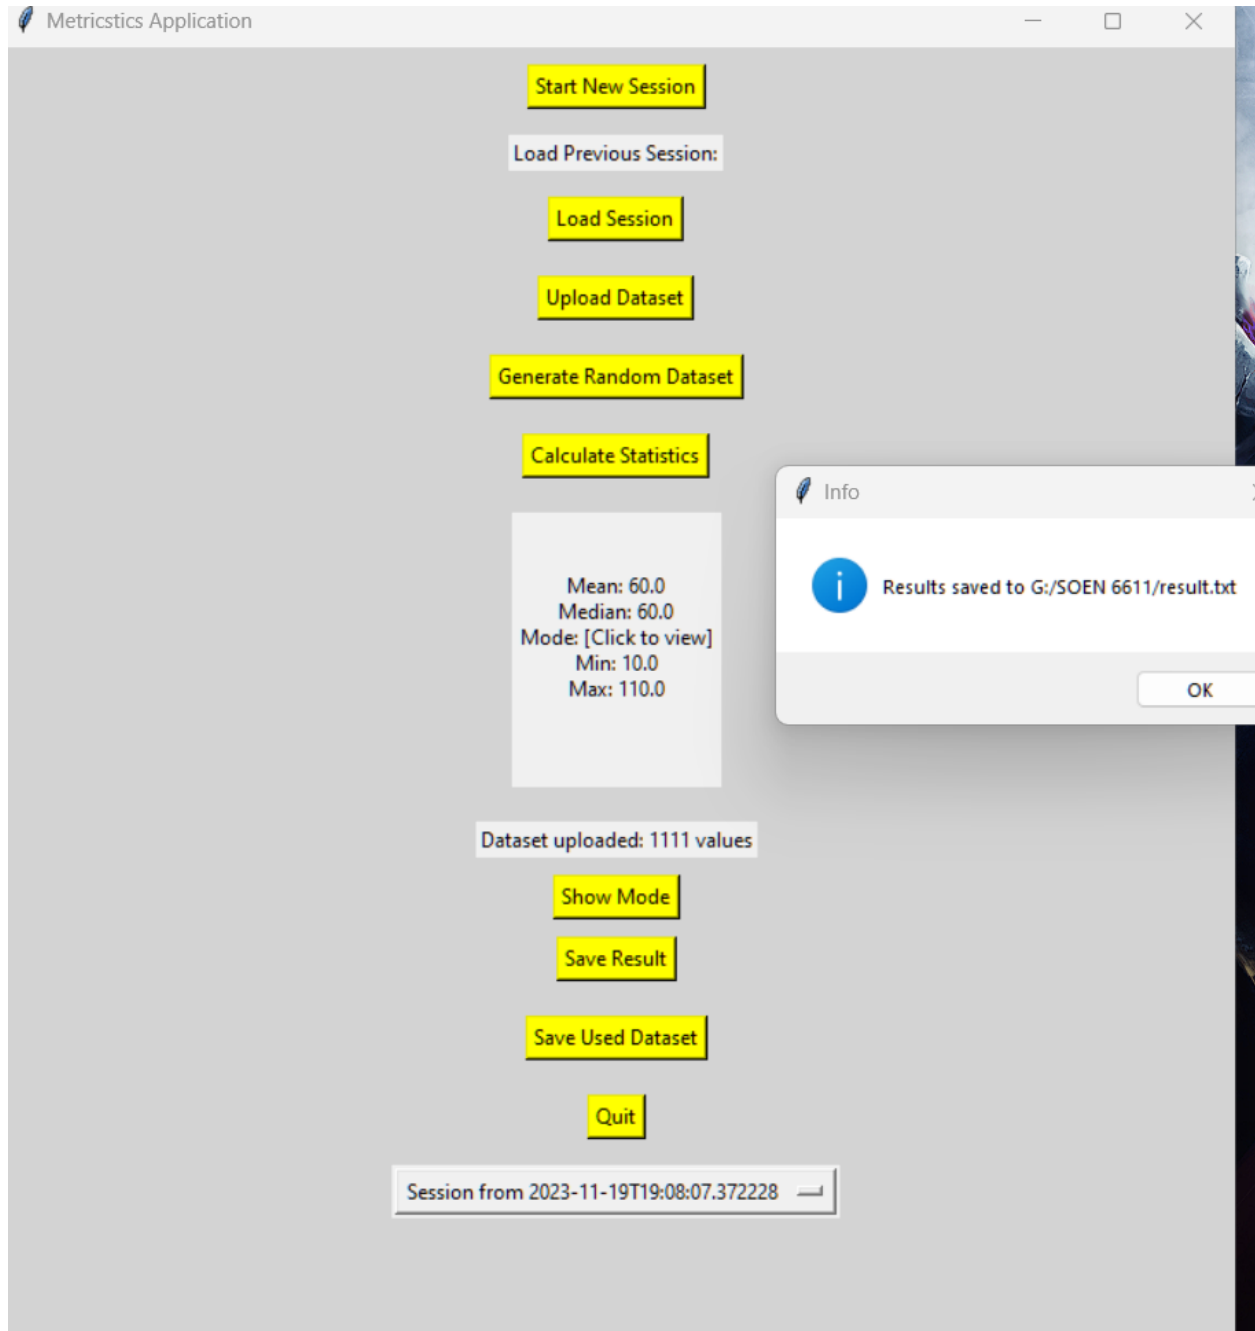 Metricstics Application
Start New Session
Load Previous Session:
Load Session
Upload Dataset
Generate Random Dataset
Calculate Statistics
Mean: 60.0
Median: 60.0
Mode: [Click to view]
Min: 10.0
Max: 110.0
Info
Results saved to G:/SOEN 6611/result.txt
OK
Dataset uploaded: 1111 values
Show Mode
Save Result
Save Used Dataset
Quit
Session from 2023-11-19T19:08:07.372228